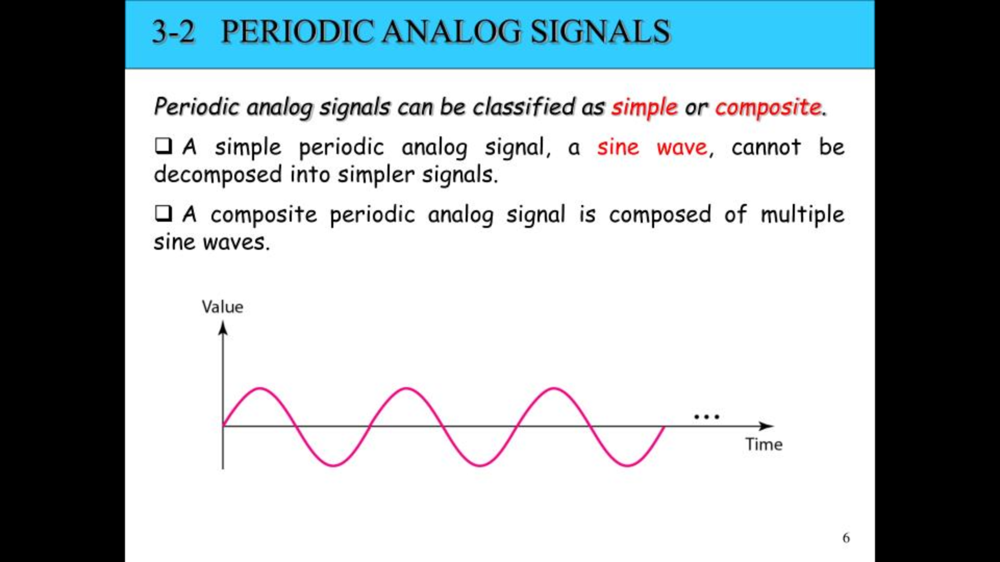 3-2 PERIODIC ANALOG SIGNALS
Periodic analog signals can be classified as simple or composite.
❑ A simple periodic analog signal, a sine wave, cannot be
decomposed into simpler signals.
❑ A composite periodic analog signal is composed of multiple
sine waves.
Value
...
Time
6